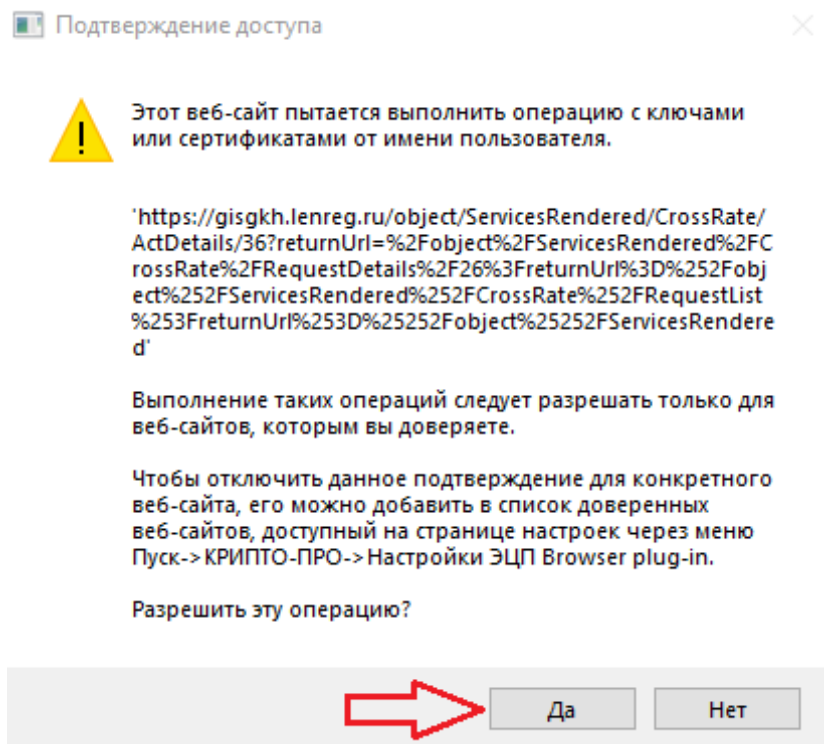 Подтверждение доступа
Этот веб-сайт пытается выполнить операцию с ключами
или сертификатами от имени пользователя.
'https://gisgkh.lenreg.ru/object/ServicesRendered/CrossRate/
ActDetails/36?returnUrl=%2Fobject%2FServicesRendered%2FC
rossRate%2FRequestDetails%2F26%3FreturnUrl%3D%252Fobj
ect%252FServicesRendered%252FCrossRate%252FRequestList
%253FreturnUrl%253D%25252Fobject%25252FServicesRendere
d'
Выполнение таких операций следует разрешать только для
веб-сайтов, которым вы доверяете.
Чтобы отключить данное подтверждение для конкретного
веб-сайта, его можно добавить в список доверенных
веб-сайтов, доступный на странице настроек через меню
Пуск->КРИПТО-ПРО->Настройки ЭЦП Browser plug-in.
Разрешить эту операцию?
Да
Нет